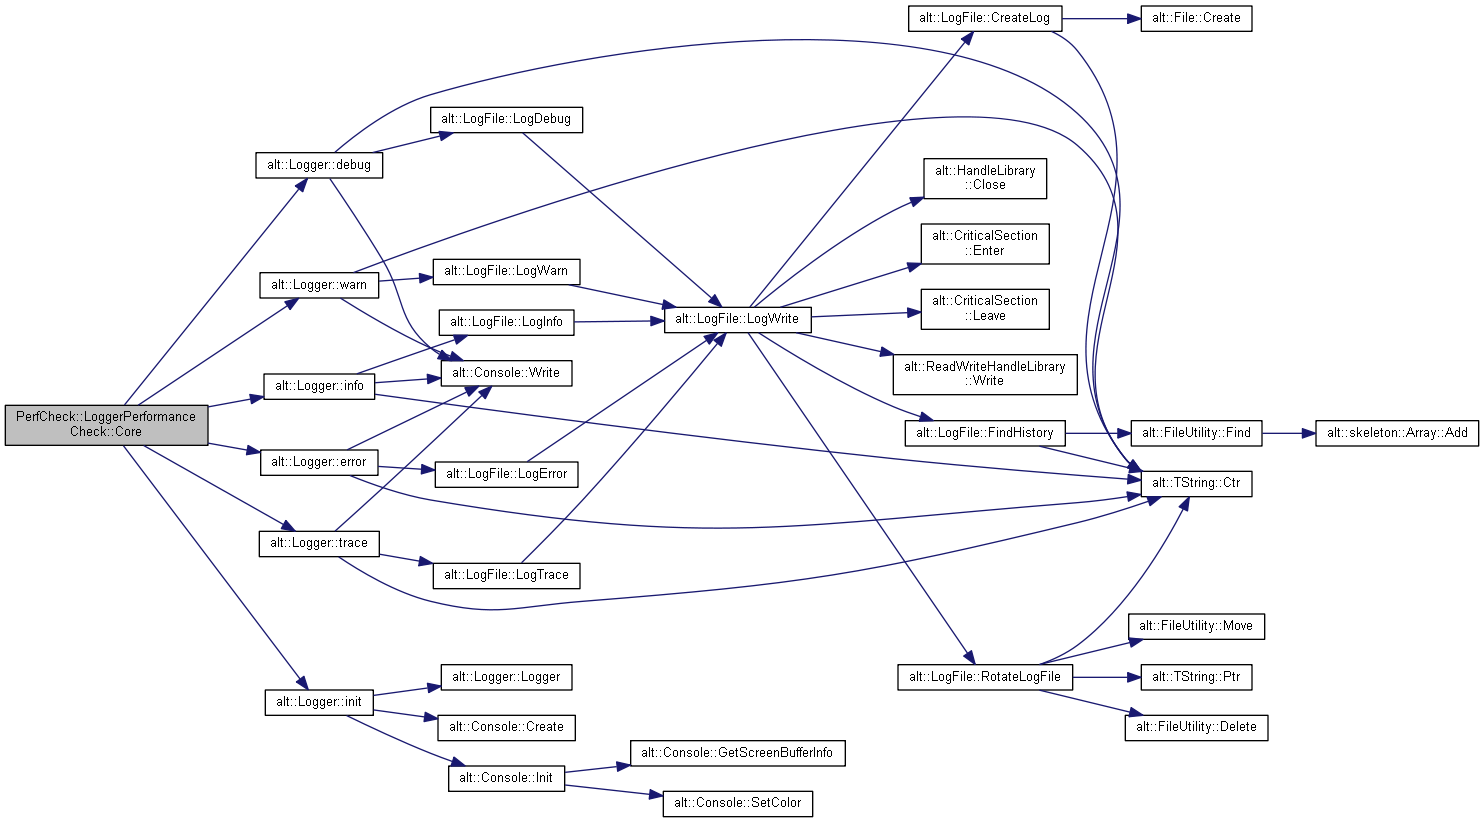 PerfCheck::LoggerPerformance
Check::Core
alt::Logger::debug
alt::Logger::warn
alt::Logger::info
alt::Logger::error
alt::Logger::trace
alt::Logger::init
alt::LogFile::LogDebug
alt::LogFile::LogWarn
alt::LogFile::LogInfo
alt::Console::Write
alt::LogFile::LogError
alt::LogFile::LogTrace
alt::Logger::Logger
alt::Console::Create
alt::Console::Init
alt::LogFile::LogWrite
alt::Console::GetScreenBufferInfo
alt::Console::SetColor
alt::LogFile::CreateLog
alt::HandleLibrary
::Close
alt::CriticalSection
::Enter
alt::CriticalSection
::Leave
alt::ReadWriteHandleLibrary
::Write
alt::LogFile::FindHistory
alt::LogFile::RotateLogFile
alt::File::Create
alt::FileUtility::Find
alt::TString::Ctr
alt::FileUtility::Move
alt::TString::Ptr
alt::FileUtility::Delete
alt::skeleton::Array::Add